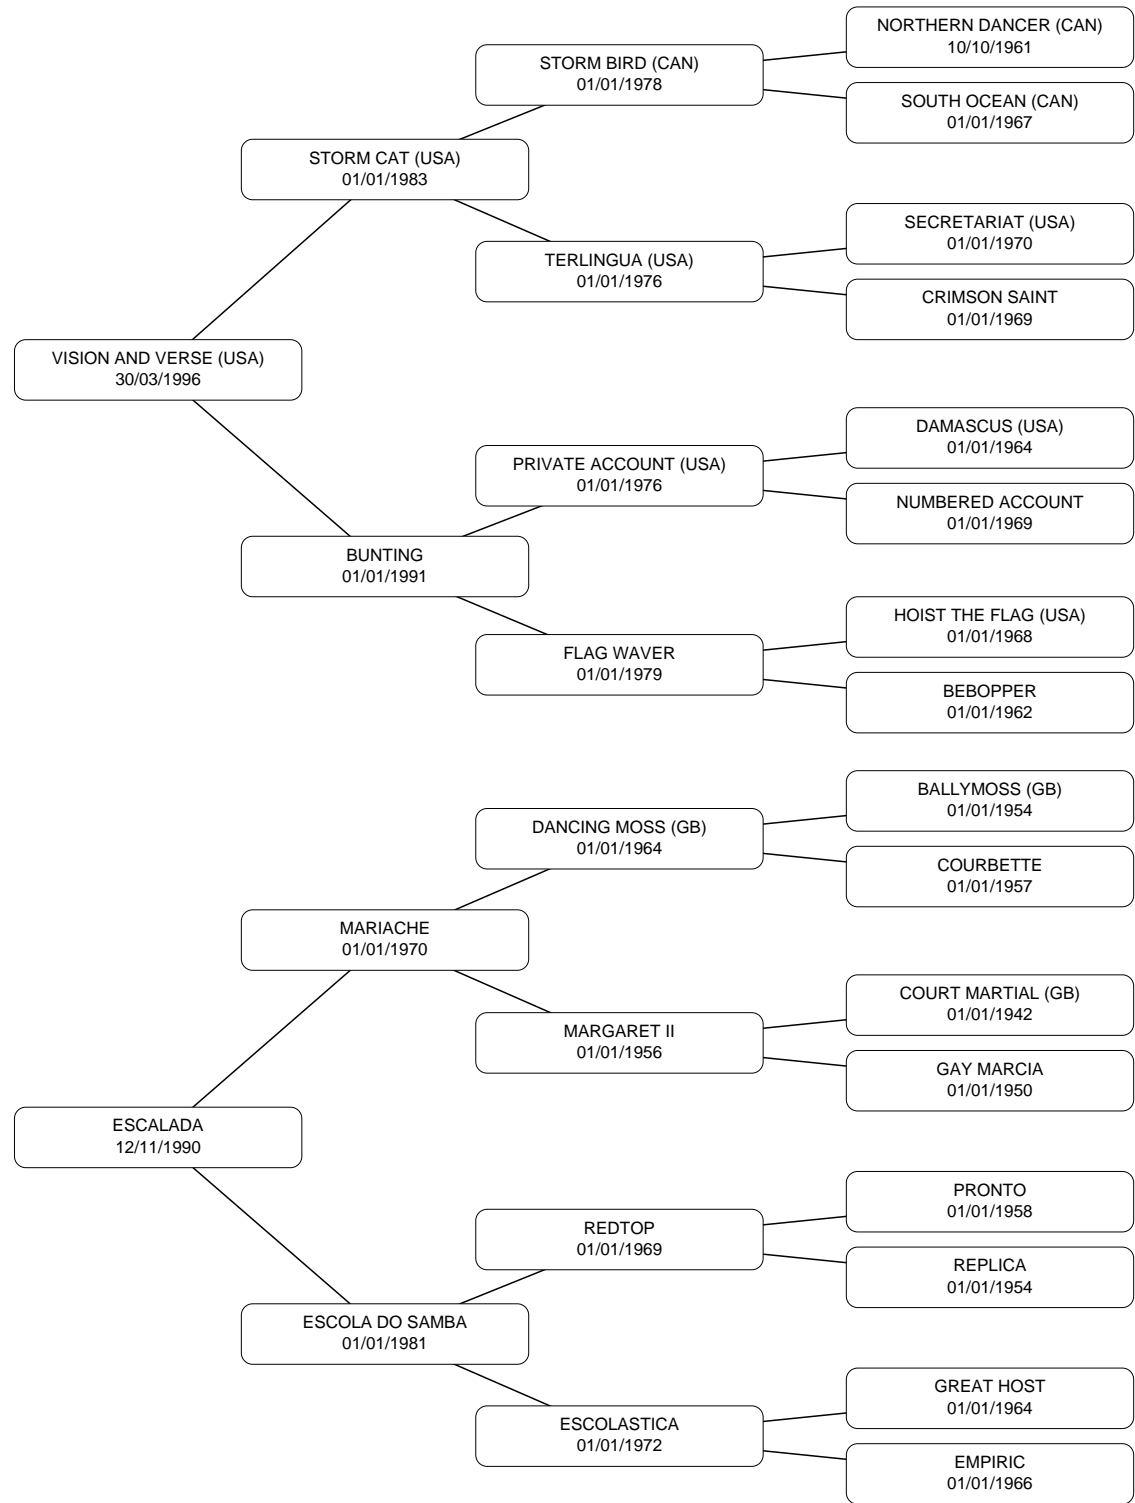 NORTHERN DANCER (CAN)
10/10/1961
STORM BIRD (CAN)
01/01/1978
SOUTH OCEAN (CAN)
01/01/1967
STORM CAT (USA)
01/01/1983
SECRETARIAT (USA)
01/01/1970
TERLINGUA (USA)
01/01/1976
CRIMSON SAINT
01/01/1969
VISION AND VERSE (USA)
30/03/1996
DAMASCUS (USA)
01/01/1964
PRIVATE ACCOUNT (USA)
01/01/1976
NUMBERED ACCOUNT
01/01/1969
BUNTING
01/01/1991
HOIST THE FLAG (USA)
01/01/1968
FLAG WAVER
01/01/1979
BEBOPPER
01/01/1962
BALLYMOSS (GB)
01/01/1954
DANCING MOSS (GB)
01/01/1964
COURBETTE
01/01/1957
MARIACHE
01/01/1970
COURT MARTIAL (GB)
01/01/1942
MARGARET II
01/01/1956
GAY MARCIA
01/01/1950
ESCALADA
12/11/1990
PRONTO
01/01/1958
REDTOP
01/01/1969
REPLICA
01/01/1954
ESCOLA DO SAMBA
01/01/1981
GREAT HOST
01/01/1964
ESCOLASTICA
01/01/1972
EMPIRIC
01/01/1966